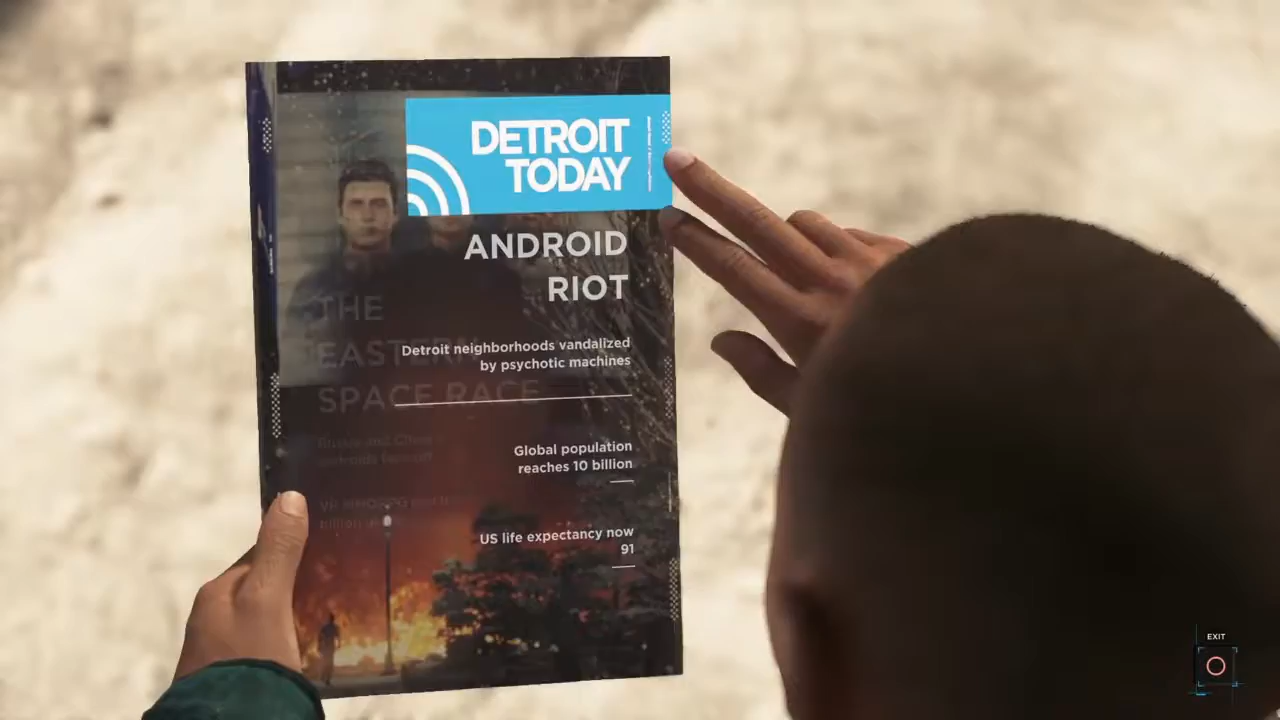 DETROIT
TODAY
ANDROID
RIOT
THE
EASTERN
SPACE RACE
Detroit neighborhoods vandalized
by psychotic machines
Global population
reaches 10 billion
US life expectancy now
91
EXIT